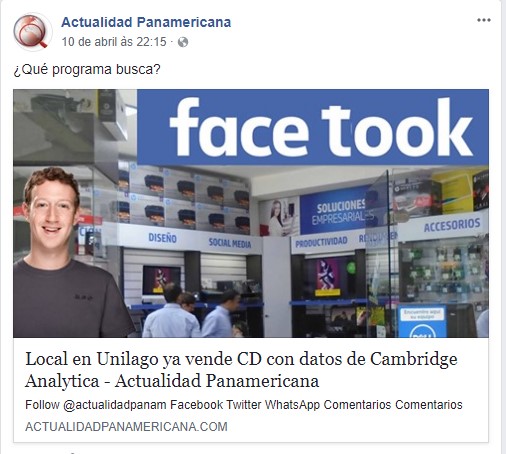 Actualidad Panamericana
10 de abril às 22:15 ·
¿Qué programa busca?
face took
SOLUCIONES
EMPRESARIALES
DISEÑO
SOCIAL MEDIA
PRODUCTIVIDAD
ACCESORIOS
DELL
Local en Unilago ya vende CD con datos de Cambridge
Analytica - Actualidad Panamericana
Follow @actualidadpanam Facebook Twitter WhatsApp Comentarios Comentarios
ACTUALIDADPANAMERICANA.COM